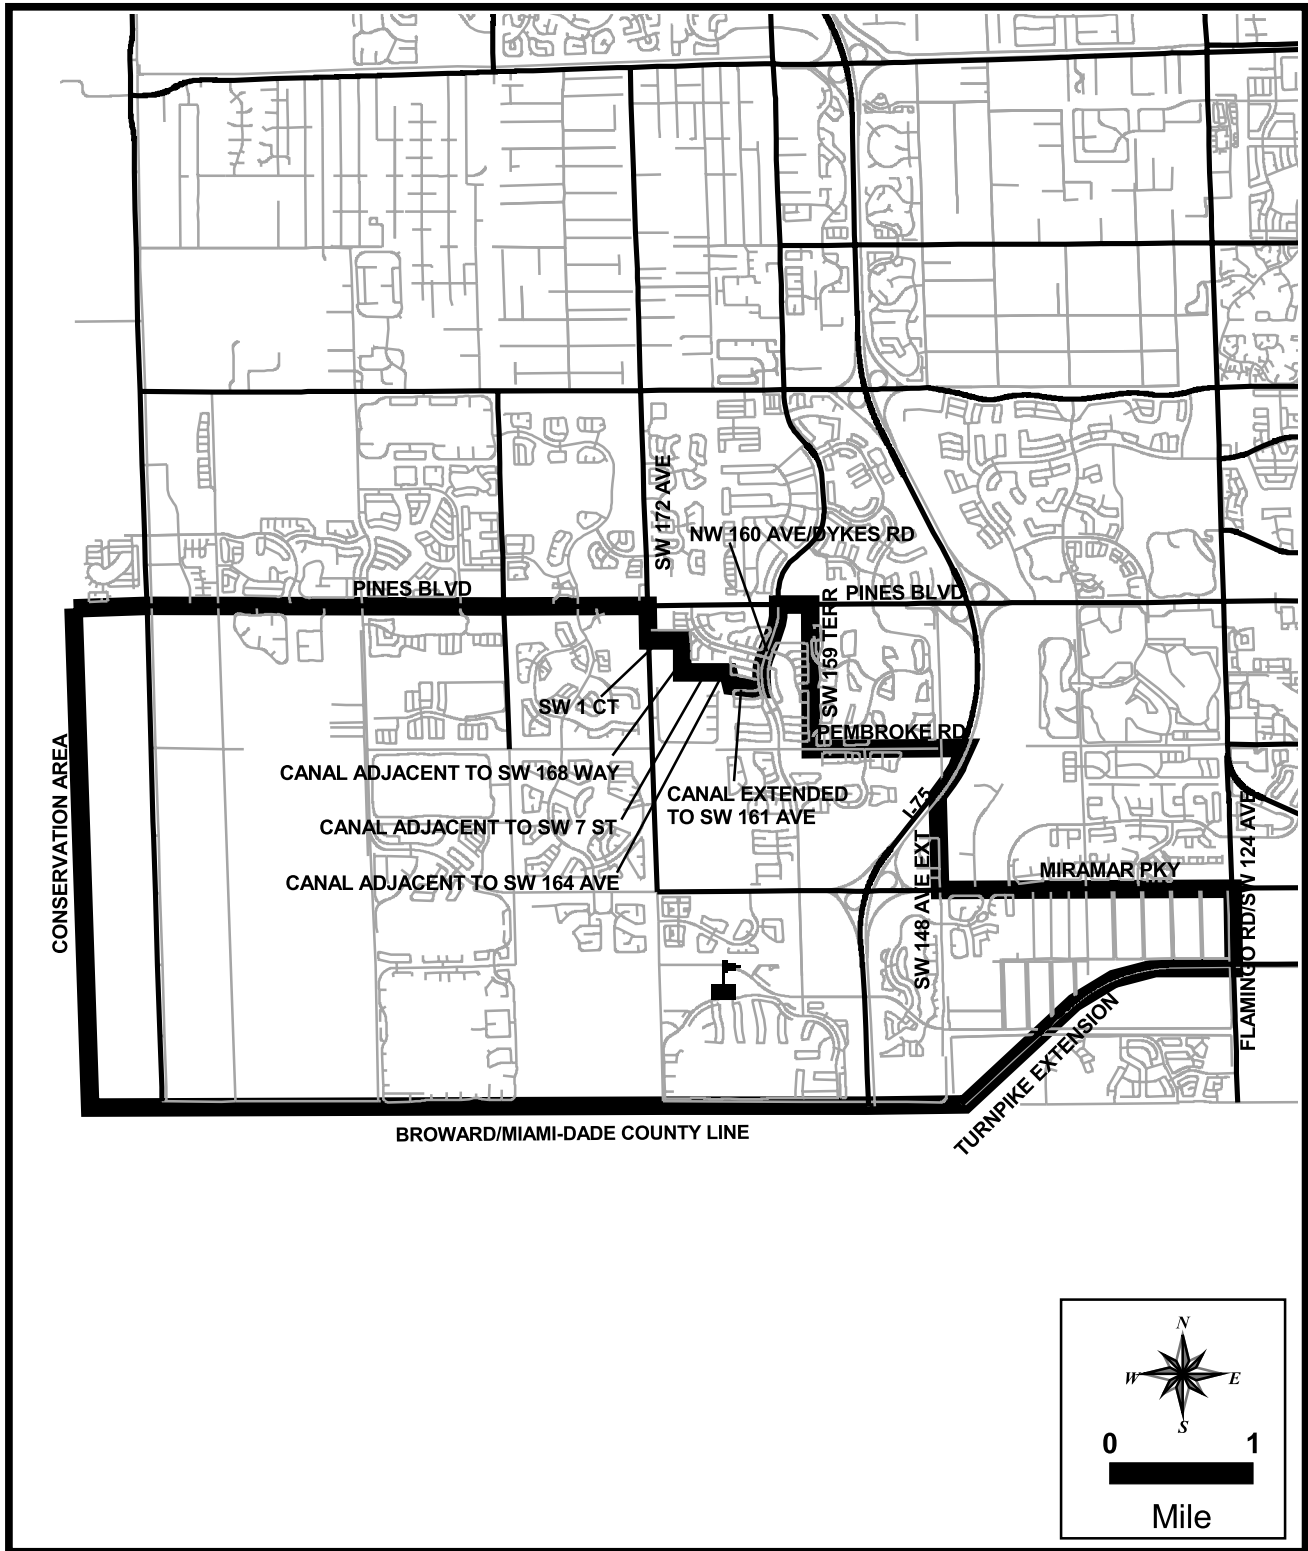 SW 172 AVE
NW 160 AVE/DYKES RD
PINES BLVD
PINES BLVD
SW 159 TERR
SW 1 CT
PEMBROKE RD
CONSERVATION AREA
CANAL ADJACENT TO SW 168 WAY
CANAL EXTENDED
TO SW 161 AVE
I-75
CANAL ADJACENT TO SW 7 ST
CANAL ADJACENT TO SW 164 AVE
SW 148 AVE EXT
MIRAMAR PKY
FLAMINGO RD/SW 124 AVE
TURNPIKE EXTENSION
BROWARD/MIAMI-DADE COUNTY LINE
N
W E
S
0 1
Mile